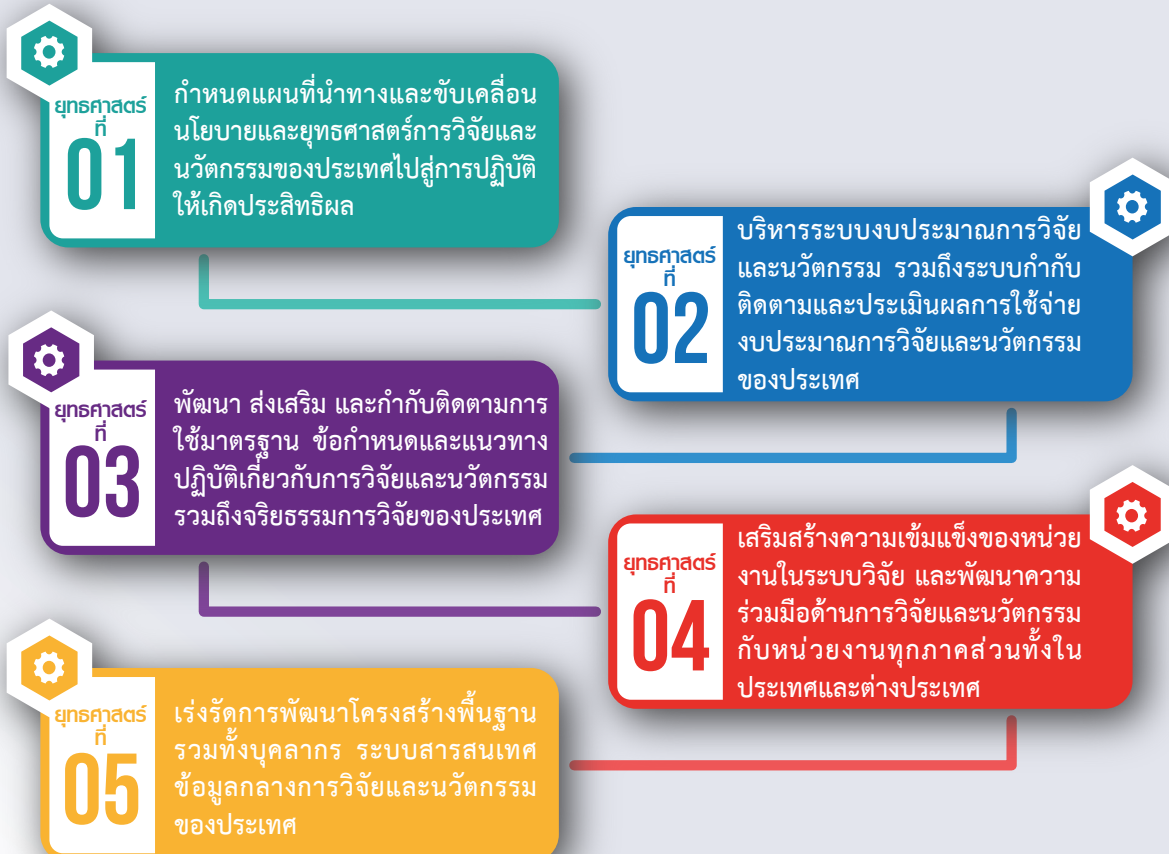 ยุทธศาสตร์
ที่
01
กำหนดแผนที่นำทางและขับเคลื่อน
นโยบายและยุทธศาสตร์การวิจัยและ
นวัตกรรมของประเทศไปสู่การปฏิบัติ
ให้เกิดประสิทธิผล
ยุทธศาสตร์
ที่
02
บริหารระบบงบประมาณการวิจัย
และนวัตกรรม รวมถึงระบบกำกับ
ติดตามและประเมินผลการใช้จ่าย
งบประมาณการวิจัยและนวัตกรรม
ของประเทศ
ยุทธศาสตร์
ที่
03
พัฒนา ส่งเสริม และกำกับติดตามการ
ใช้มาตรฐาน ข้อกำหนดและแนวทาง
ปฏิบัติเกี่ยวกับการวิจัยและนวัตกรรม
รวมถึงจริยธรรมการวิจัยของประเทศ
ยุทธศาสตร์
ที่
04
เสริมสร้างความเข้มแข็งของหน่วย
งานในระบบวิจัย และพัฒนาความ
ร่วมมือด้านการวิจัยและนวัตกรรม
กับหน่วยงานทุกภาคส่วนทั้งใน
ประเทศและต่างประเทศ
ยุทธศาสตร์
ที่
05
เร่งรัดการพัฒนาโครงสร้างพื้นฐาน
รวมทั้งบุคลากร ระบบสารสนเทศ
ข้อมูลกลางการวิจัยและนวัตกรรม
ของประเทศ